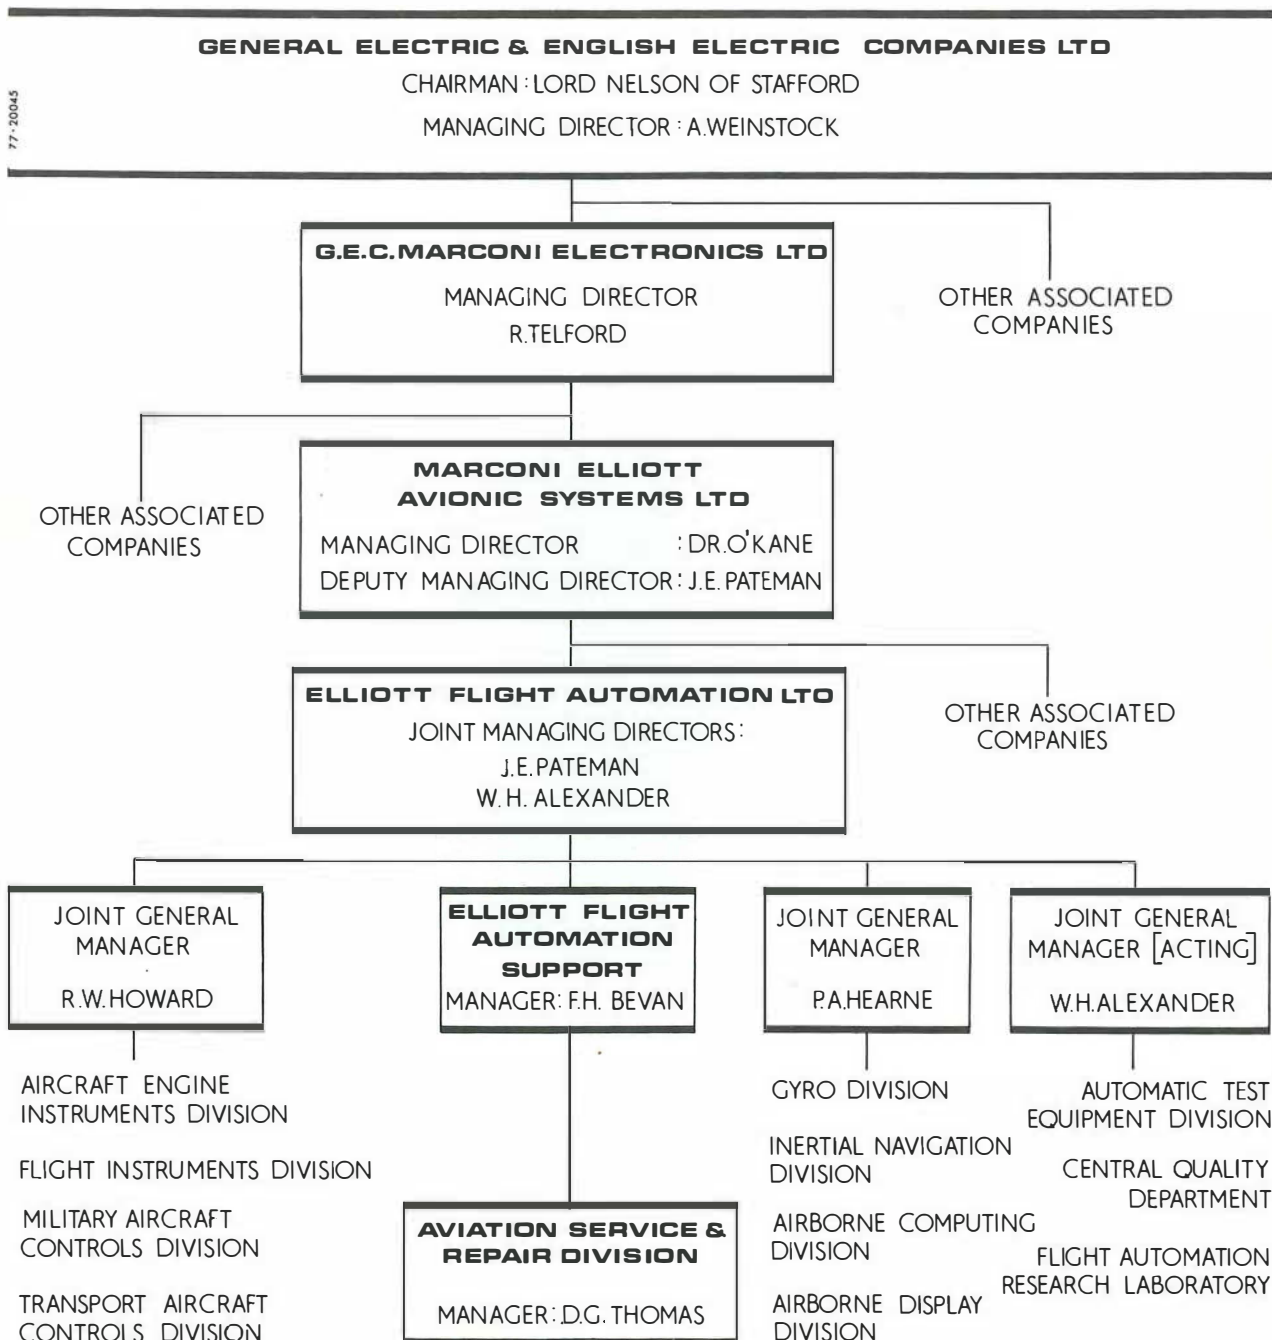 GENERAL ELECTRIC & ENGLISH ELECTRIC COMPANIES LTD
CHAIRMAN : LORD NELSON OF STAFFORD
MANAGING DIRECTOR : A.WEINSTOCK
77-20045
G.E.C.MARCONI ELECTRONICS LTD
MANAGING DIRECTOR
R.TELFORD
OTHER ASSOCIATED
COMPANIES
MARCONI ELLIOTT
AVIONIC SYSTEMS LTD
MANAGING DIRECTOR : DR.O'KANE
DEPUTY MANAGING DIRECTOR : J.E.PATEMAN
OTHER ASSOCIATED
COMPANIES
ELLIOTT FLIGHT AUTOMATION LTD
JOINT MANAGING DIRECTORS:
J.E.PATEMAN
W.H. ALEXANDER
OTHER ASSOCIATED
COMPANIES
JOINT GENERAL
MANAGER
R.W.HOWARD
AIRCRAFT ENGINE
INSTRUMENTS DIVISION
FLIGHT INSTRUMENTS DIVISION
MILITARY AIRCRAFT
CONTROLS DIVISION
TRANSPORT AIRCRAFT
CONTROLS DIVISION
ELLIOTT FLIGHT
AUTOMATION
SUPPORT
MANAGER: F.H. BEVAN
AVIATION SERVICE &
REPAIR DIVISION
MANAGER: D.G. THOMAS
JOINT GENERAL
MANAGER
P.A.HEARNE
GYRO DIVISION
INERTIAL NAVIGATION
DIVISION
AIRBORNE COMPUTING
DIVISION
AIRBORNE DISPLAY
DIVISION
JOINT GENERAL
MANAGER [ACTING]
W.H.ALEXANDER
AUTOMATIC TEST
EQUIPMENT DIVISION
CENTRAL QUALITY
DEPARTMENT
FLIGHT AUTOMATION
RESEARCH LABORATORY